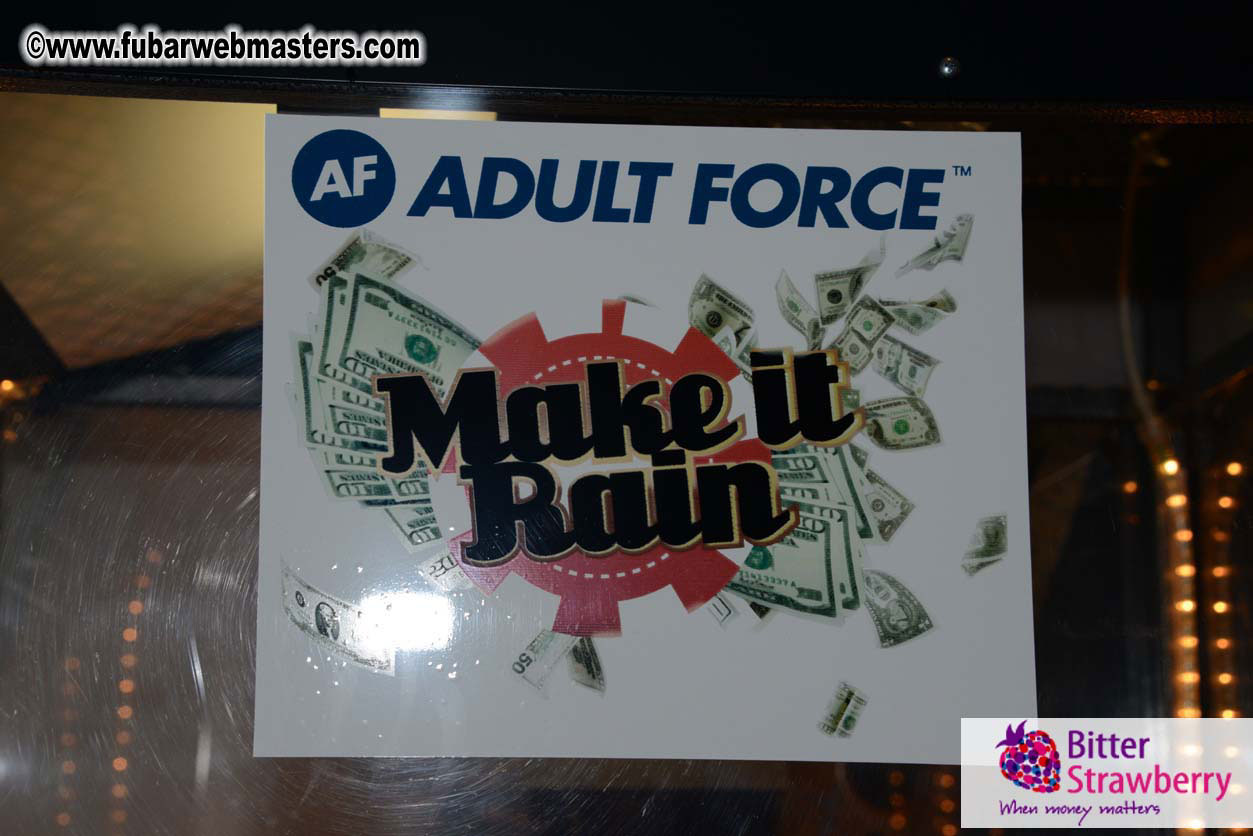 ©www.fubarwebmasters.com
AF ADULT FORCE™
Make it
Rain
Bitter
Strawberry
When money matters